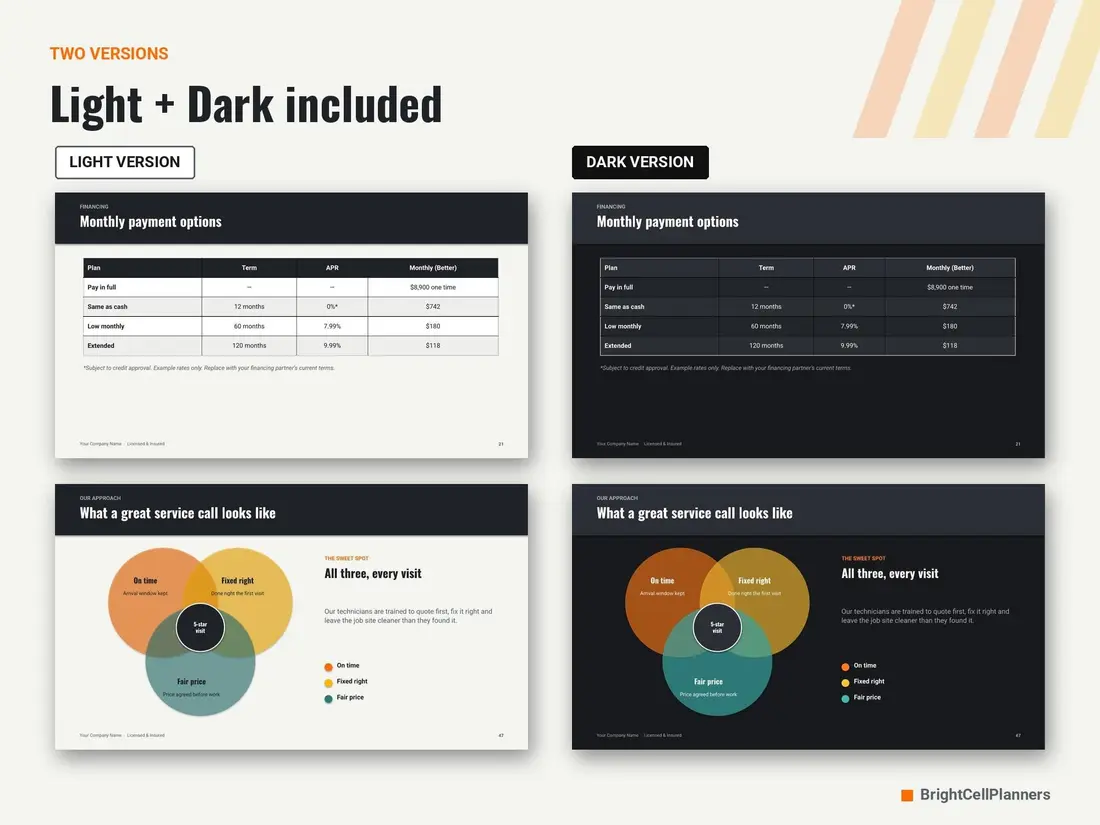 TWO VERSIONS
Light + Dark included
LIGHT VERSION
FINANCING
Monthly payment options
Plan Term APR Monthly (Better)
Pay in full – – $8,900 one time
Same as cash 12 months 0%* $742
Low monthly 60 months 7.99% $180
Extended 120 months 9.99% $118
*Subject to credit approval. Example rates only. Replace with your financing partner's current terms.
Your Company Name · Licensed & Insured 21
DARK VERSION
FINANCING
Monthly payment options
Plan Term APR Monthly (Better)
Pay in full – – $8,900 one time
Same as cash 12 months 0%* $742
Low monthly 60 months 7.99% $180
Extended 120 months 9.99% $118
*Subject to credit approval. Example rates only. Replace with your financing partner's current terms.
Your Company Name · Licensed & Insured 21
OUR APPROACH
What a great service call looks like
On time
Arrival window kept
Fixed right
Done right the first visit
5-star
visit
Fair price
Price agreed before work
THE SWEET SPOT
All three, every visit
Our technicians are trained to quote first, fix it right and
leave the job site cleaner than they found it.
On time
Fixed right
Fair price
Your Company Name · Licensed & Insured 47
OUR APPROACH
What a great service call looks like
On time
Arrival window kept
Fixed right
Done right the first visit
5-star
visit
Fair price
Price agreed before work
THE SWEET SPOT
All three, every visit
Our technicians are trained to quote first, fix it right and
leave the job site cleaner than they found it.
On time
Fixed right
Fair price
Your Company Name · Licensed & Insured 47
BrightCellPlanners